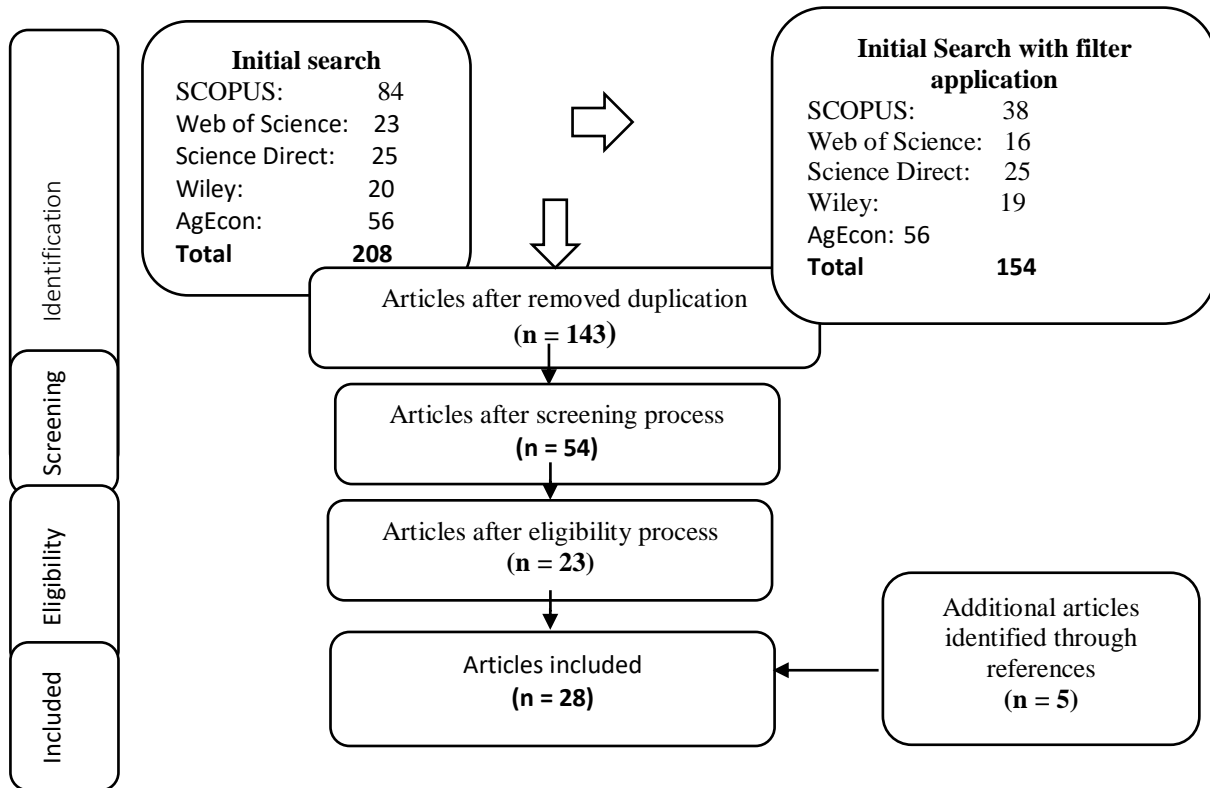 Identification
Screening
Eligibility
Included
Initial search
SCOPUS: 84
Web of Science: 23
Science Direct: 25
Wiley: 20
AgEcon: 56
Total 208
Initial Search with filter
application
SCOPUS: 38
Web of Science: 16
Science Direct: 25
Wiley: 19
AgEcon: 56
Total 154
Articles after removed duplication
(n = 143)
Articles after screening process
(n = 54)
Articles after eligibility process
(n = 23)
Articles included
(n = 28)
Additional articles
identified through
references
(n = 5)